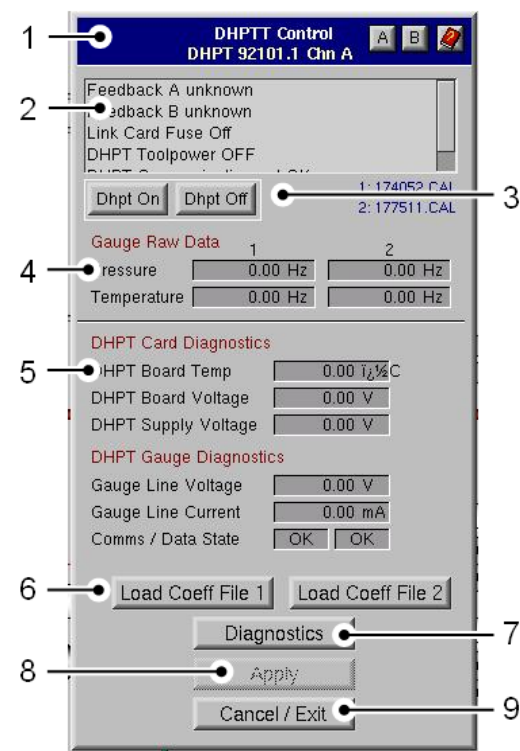 1 DHPTT Control A B ?
DHPT 92101.1 Chn A
Feedback A unknown
2 Feedback B unknown
Link Card Fuse Off
DHPT Toolpower OFF
Dhpt On Dhpt Off 1: 174052.CAL 3
2: 177511.CAL
Gauge Raw Data 1 2
4 Pressure 0.00 Hz 0.00 Hz
Temperature 0.00 Hz 0.00 Hz
DHPT Card Diagnostics
5 DHPT Board Temp 0.00 ï¿½C
DHPT Board Voltage 0.00 V
DHPT Supply Voltage 0.00 V
DHPT Gauge Diagnostics
Gauge Line Voltage 0.00 V
Gauge Line Current 0.00 mA
Comms / Data State OK OK
6 Load Coeff File 1 Load Coeff File 2
Diagnostics 7
8 Apply
Cancel / Exit 9